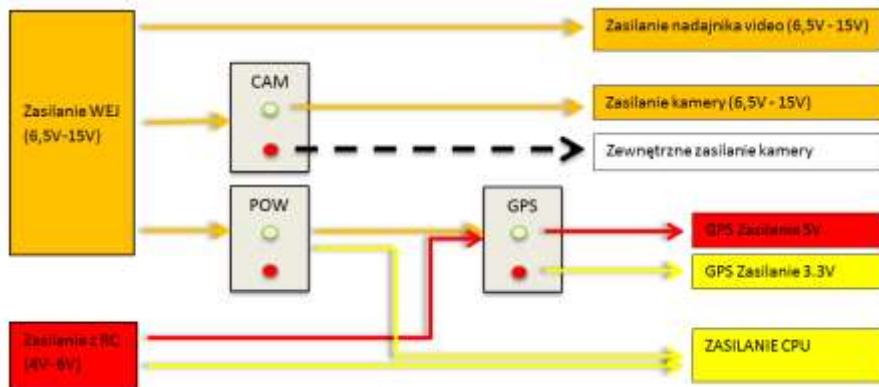 Zasilanie nadajnika video (6,5V - 15V)
CAM
Zasilanie WEJ
(6,5V-15V)
Zasilanie kamery (6,5V - 15V)
Zewnętrzne zasilanie kamery
POW
GPS
GPS Zasilanie 5V
GPS Zasilanie 3.3V
Zasilanie z RC
(4V-6V)
ZASILANIE CPU